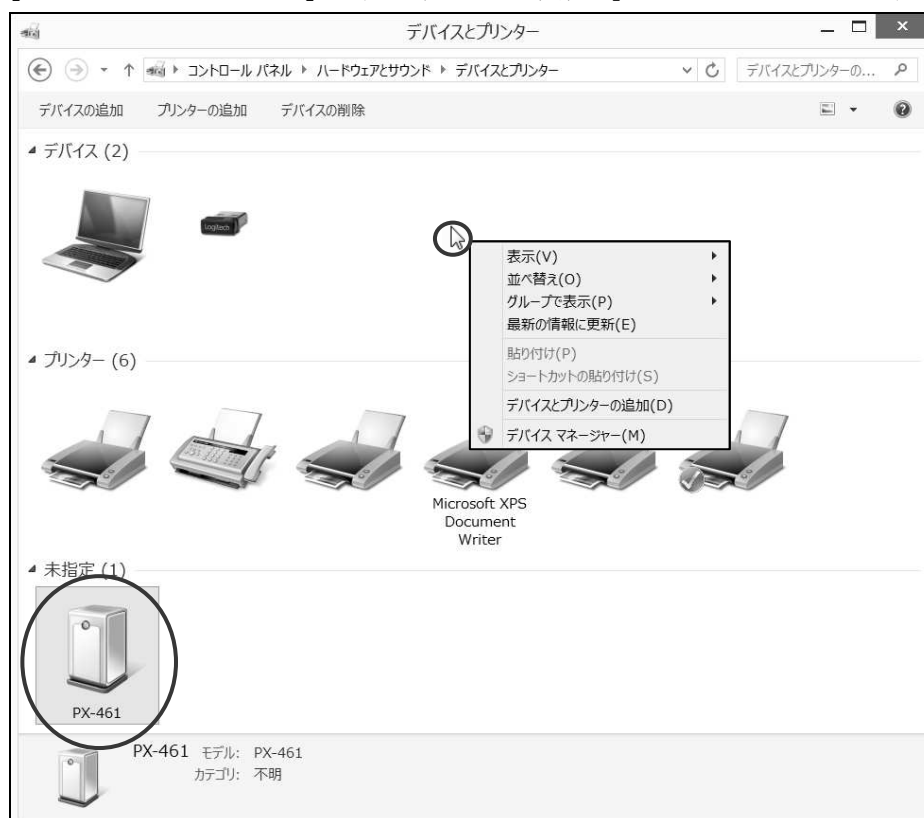 デバイスとプリンター
コントロール パネル ▶ ハードウェアとサウンド ▶ デバイスとプリンター
デバイスとプリンターの...
デバイスの追加 プリンターの追加 デバイスの削除
デバイス (2)
Logitech
表示(V)
並べ替え(O)
グループで表示(P)
最新の情報に更新(E)
貼り付け(P)
ショートカットの貼り付け(S)
デバイスとプリンターの追加(D)
デバイス マネージャー(M)
プリンター (6)
Microsoft XPS
Document
Writer
未指定 (1)
PX-461
PX-461 モデル: PX-461
カテゴリ: 不明